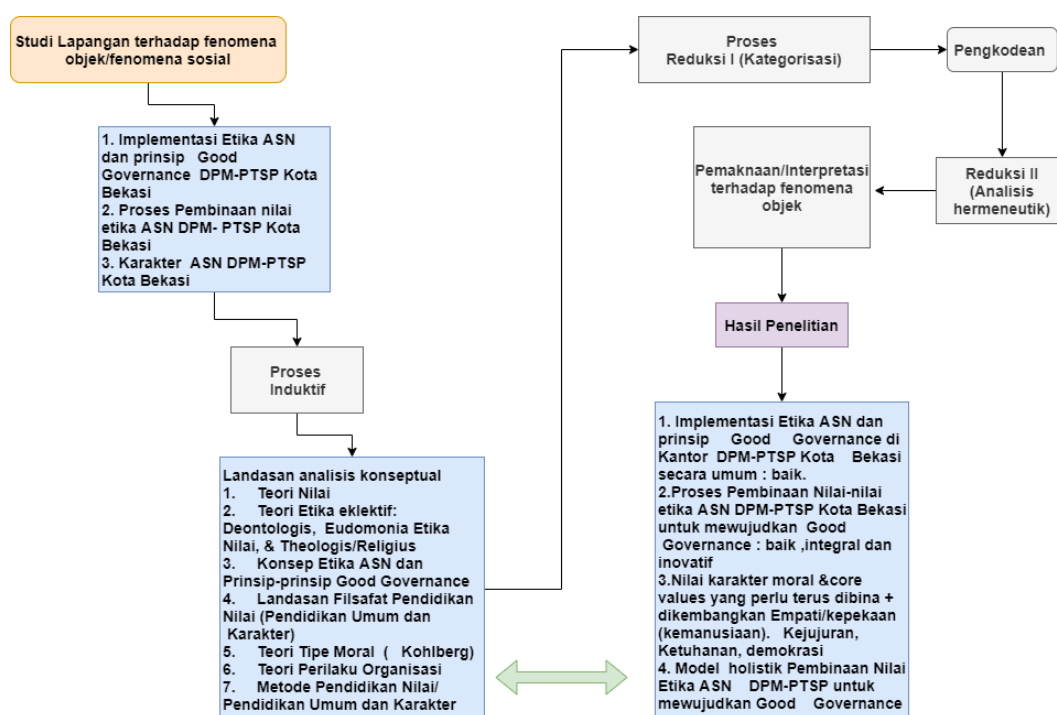 Studi Lapangan terhadap fenomena
objek/fenomena sosial
1. Implementasi Etika ASN
dan prinsip Good
Governance DPM-PTSP Kota
Bekasi
2. Proses Pembinaan nilai
etika ASN DPM- PTSP Kota
Bekasi
3. Karakter ASN DPM-PTSP
Kota Bekasi
Proses
Induktif
Landasan analisis konseptual
1. Teori Nilai
2. Teori Etika eklektif:
Deontologis, Eudomonia Etika
Nilai, & Theologis/Religius
3. Konsep Etika ASN dan
Prinsip-prinsip Good Governance
4. Landasan Filsafat Pendidikan
Nilai (Pendidikan Umum dan
Karakter)
5. Teori Tipe Moral ( Kohlberg)
6. Teori Perilaku Organisasi
7. Metode Pendidikan Nilai/
Pendidikan Umum dan Karakter
Proses
Reduksi I (Kategorisasi)
Pengkodean
Reduksi II
(Analisis
hermeneutik)
Pemaknaan/Interpretasi
terhadap fenomena
objek
Hasil Penelitian
1. Implementasi Etika ASN dan
prinsip Good Governance di
Kantor DPM-PTSP Kota Bekasi
secara umum : baik.
2.Proses Pembinaan Nilai-nilai
etika ASN DPM-PTSP Kota Bekasi
untuk mewujudkan Good
Governance : baik ,integral dan
inovatif
3.Nilai karakter moral &core
values yang perlu terus dibina +
dikembangkan Empati/kepekaan
(kemanusiaan). Kejujuran,
Ketuhanan, demokrasi
4. Model holistik Pembinaan Nilai
Etika ASN DPM-PTSP untuk
mewujudkan Good Governance